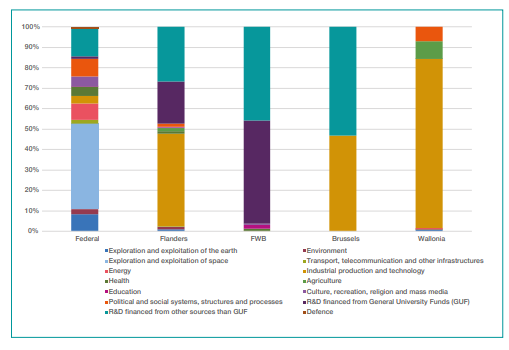 100%
90%
80%
70%
60%
50%
40%
30%
20%
10%
0%
Federal Flanders FWB Brussels Wallonia
Exploration and exploitation of the earth Environment
Exploration and exploitation of space Transport, telecommunication and other infrastructures
Energy Industrial production and technology
Health Agriculture
Education Culture, recreation, religion and mass media
Political and social systems, structures and processes R&D financed from General University Funds (GUF)
R&D financed from other sources than GUF Defence